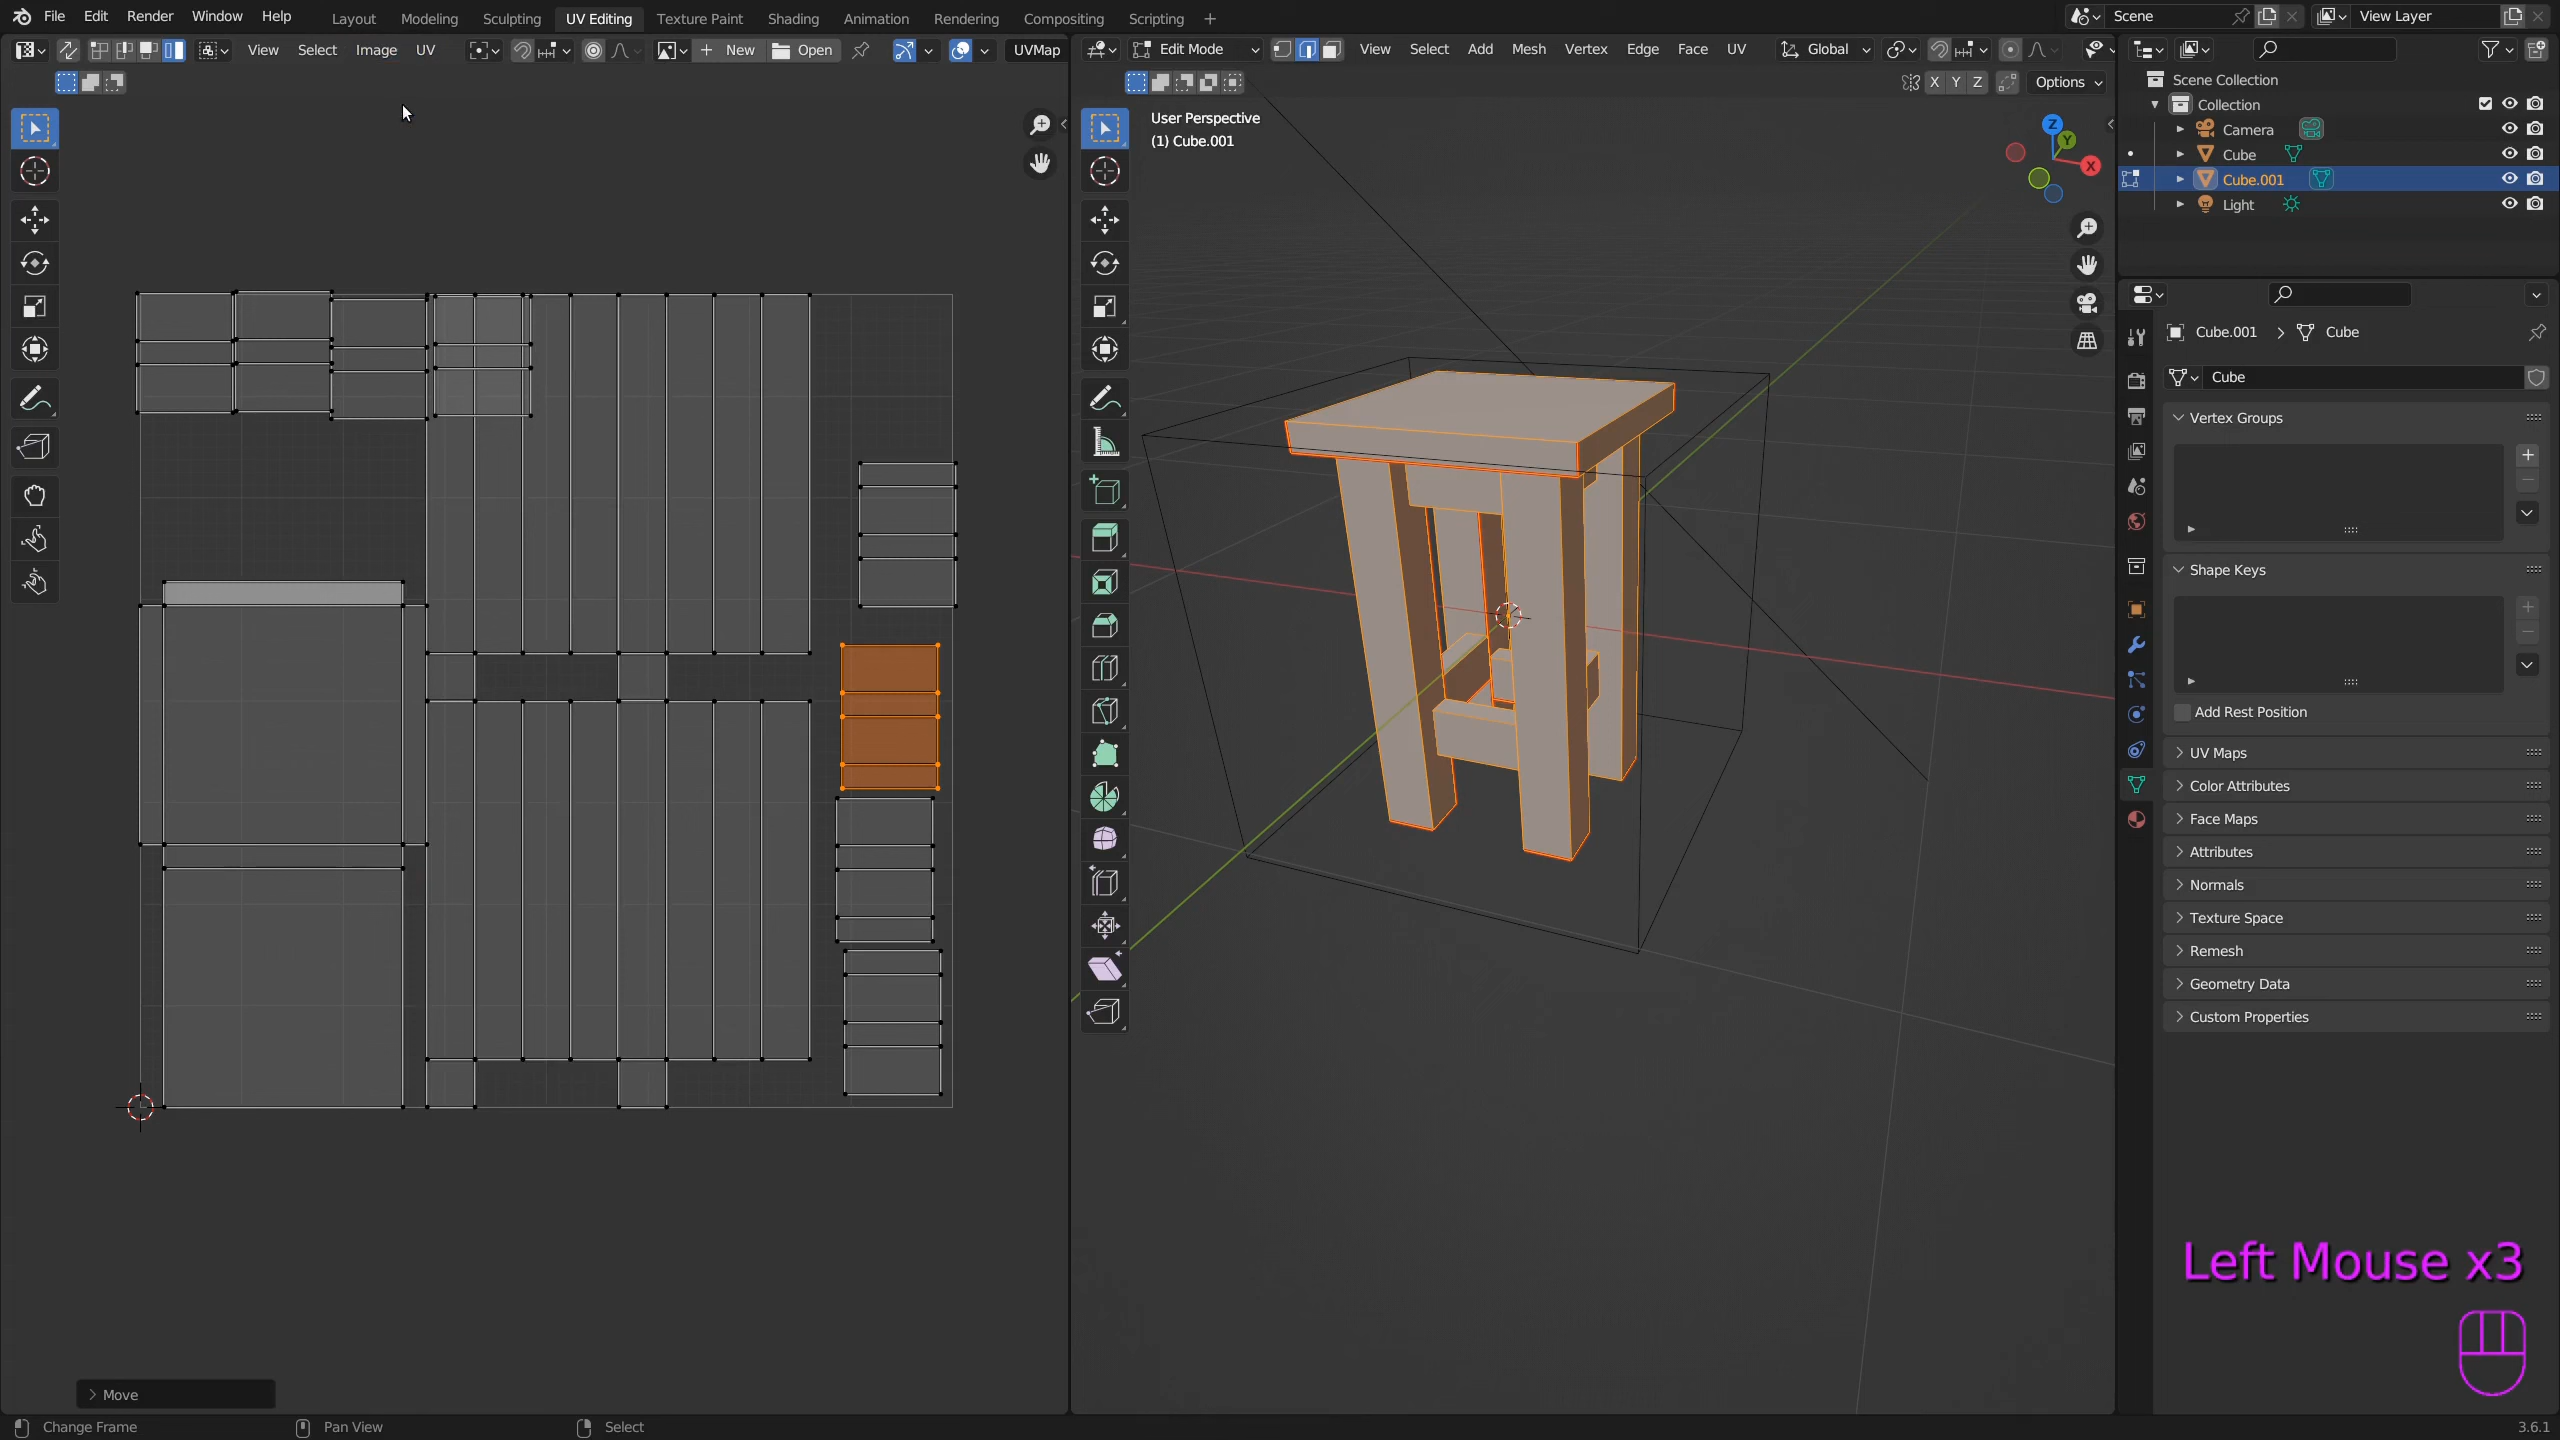 File Edit Render Window Help Layout Modeling Sculpting UV Editing Texture Paint Shading Animation Rendering Compositing Scripting Scene View Layer
View Select Image UV New Open UVMap
Edit Mode View Select Add Mesh Vertex Edge Face UV Global
X Y Z Options
User Perspective
(1) Cube.001
Z
Y
X
Move
Scene Collection
Collection
Camera
Cube
Cube.001
Light
Cube.001 Cube
Cube
Vertex Groups
Shape Keys
Add Rest Position
UV Maps
Color Attributes
Face Maps
Attributes
Normals
Texture Space
Remesh
Geometry Data
Custom Properties
Left Mouse x3
Change Frame Pan View Select 3.6.1